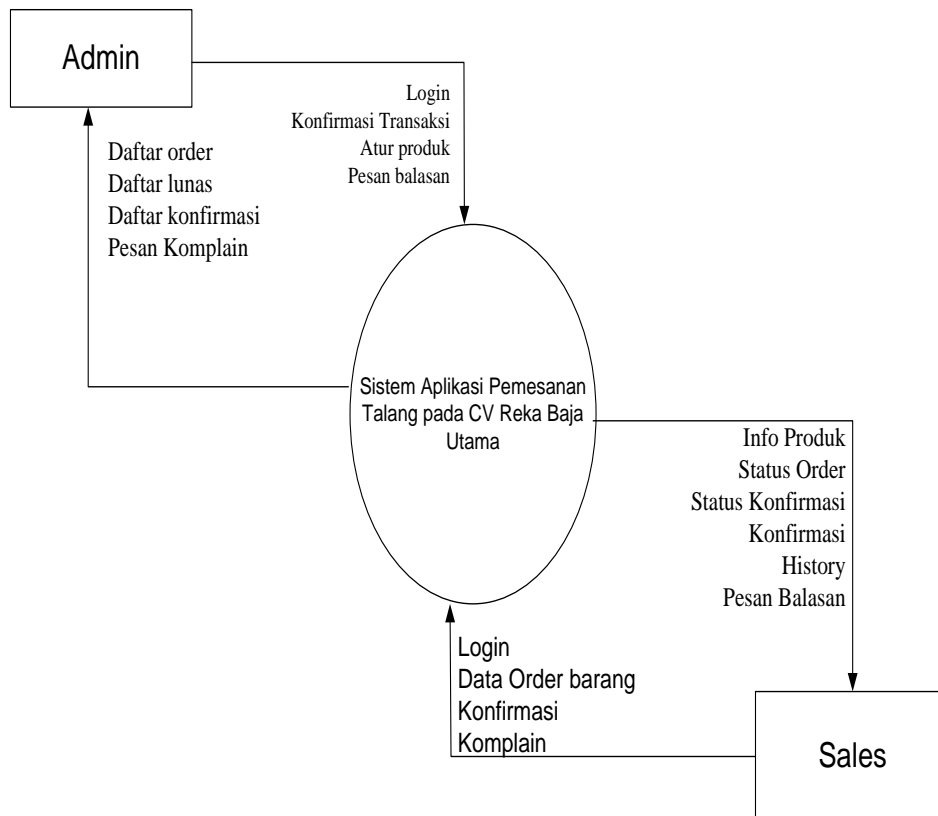 Admin
Login
Konfirmasi Transaksi
Atur produk
Pesan balasan
Daftar order
Daftar lunas
Daftar konfirmasi
Pesan Komplain
Sistem Aplikasi Pemesanan
Talang pada CV Reka Baja
Utama
Info Produk
Status Order
Status Konfirmasi
Konfirmasi
History
Pesan Balasan
Login
Data Order barang
Konfirmasi
Komplain
Sales